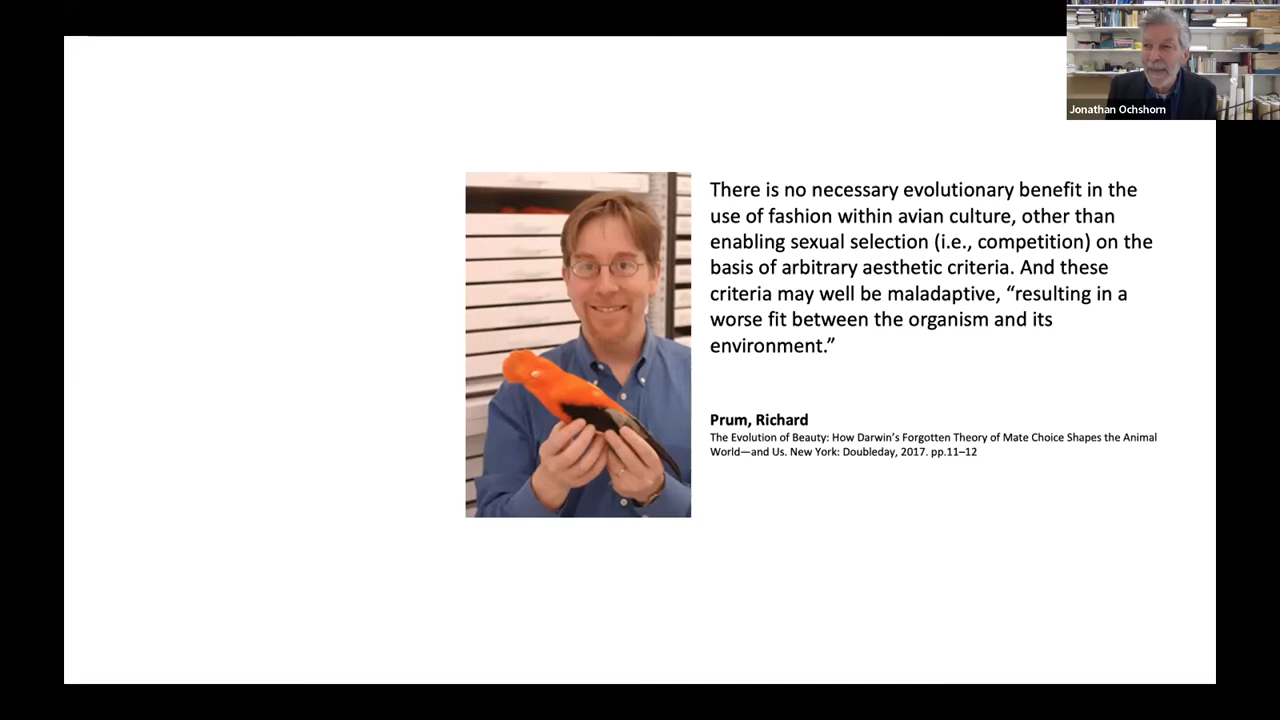 Jonathan Ochshorn
There is no necessary evolutionary benefit in the
use of fashion within avian culture, other than
enabling sexual selection (i.e., competition) on the
basis of arbitrary aesthetic criteria. And these
criteria may well be maladaptive, “resulting in a
worse fit between the organism and its
environment.”
Prum, Richard
The Evolution of Beauty: How Darwin’s Forgotten Theory of Mate Choice Shapes the Animal
World—and Us. New York: Doubleday, 2017. pp.11–12